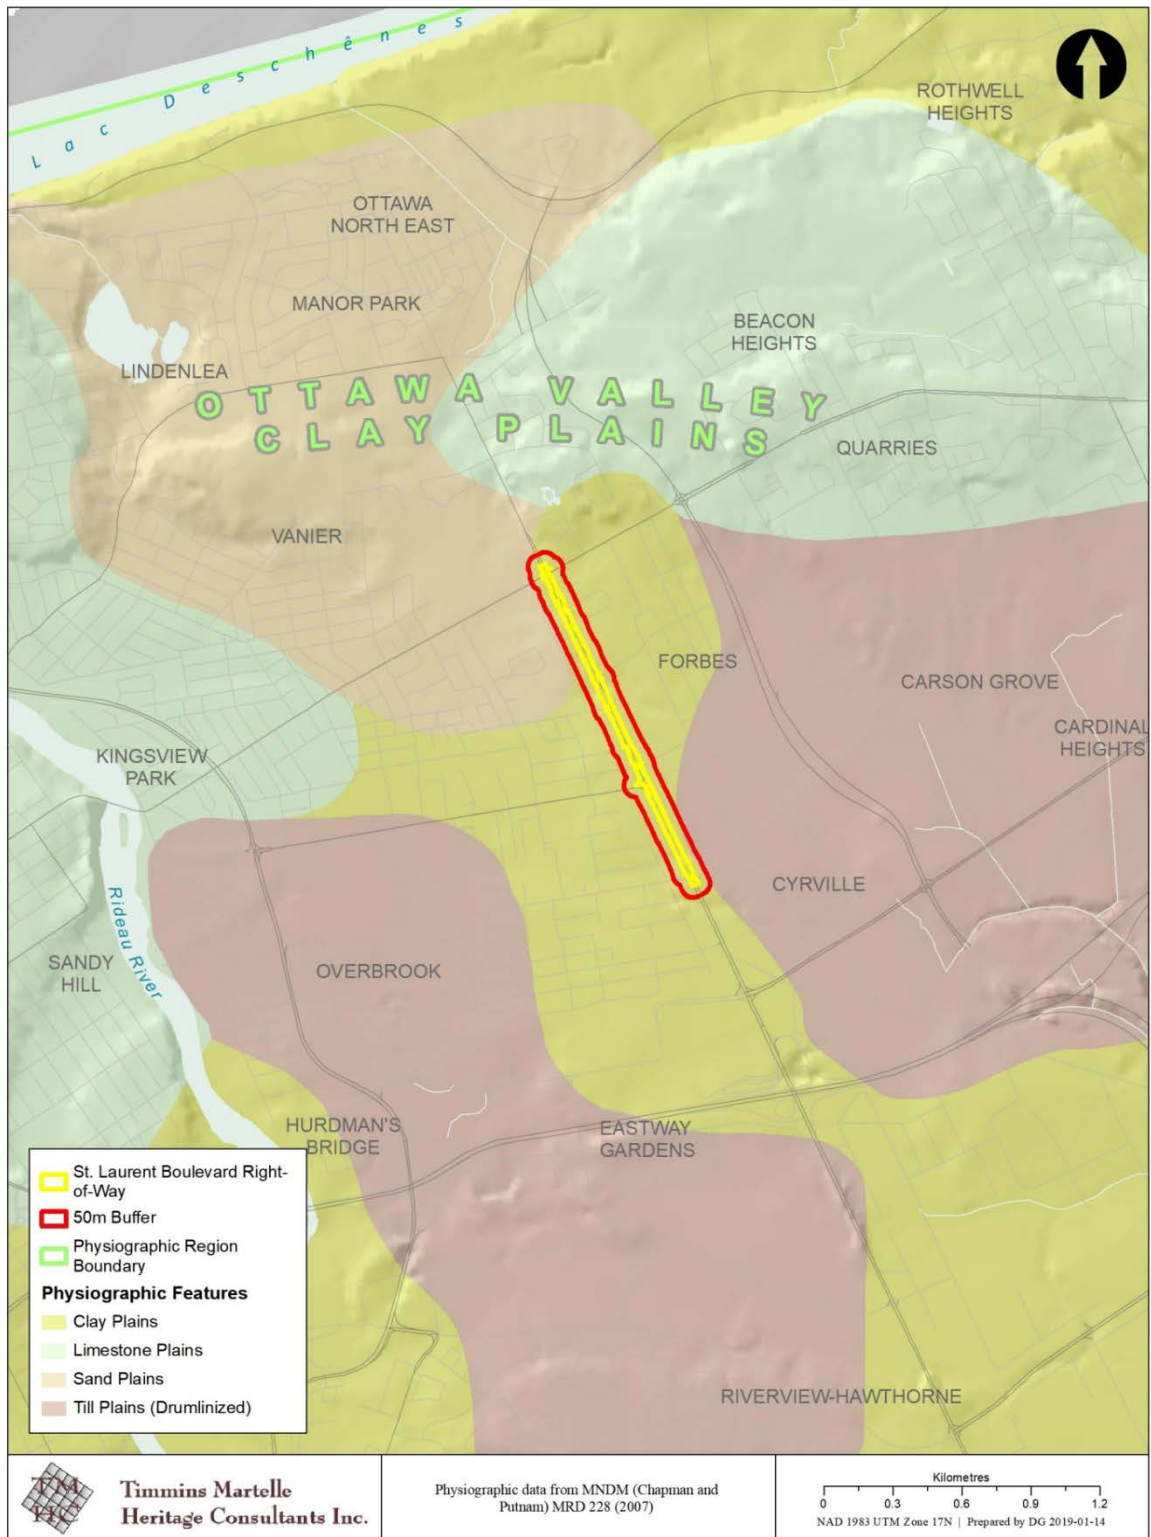 Lac Deschênes
ROTHWELL
HEIGHTS
OTTAWA
NORTH EAST
MANOR PARK
BEACON
HEIGHTS
LINDENLEA
OTTAWA VALLEY
CLAY PLAINS
QUARRIES
VANIER
FORBES
CARSON GROVE
CARDINAL
HEIGHTS
KINGSVIEW
PARK
CYRVILLE
Rideau River
SANDY
HILL
OVERBROOK
HURDMAN'S
BRIDGE
EASTWAY
GARDENS
RIVERVIEW-HAWTHORNE
St. Laurent Boulevard Right-
of-Way
50m Buffer
Physiographic Region
Boundary
Physiographic Features
Clay Plains
Limestone Plains
Sand Plains
Till Plains (Drumlinized)
TM
HC
Timmins Martelle
Heritage Consultants Inc.
Physiographic data from MNDM (Chapman and
Putnam) MRD 228 (2007)
Kilometres
0 0.3 0.6 0.9 1.2
NAD 1983 UTM Zone 17N | Prepared by DG 2019-01-14